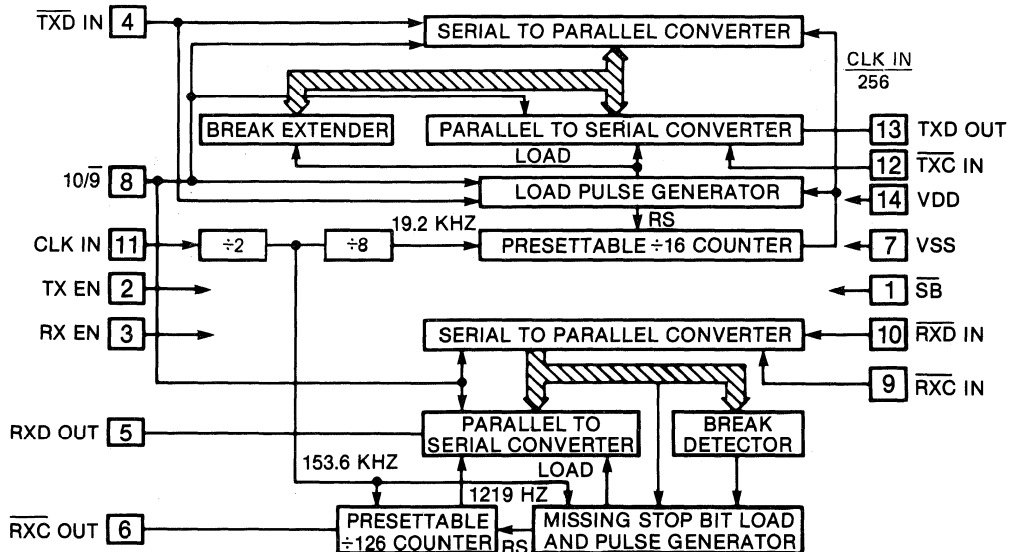 TXD IN 4
SERIAL TO PARALLEL CONVERTER
CLK IN
256
BREAK EXTENDER
PARALLEL TO SERIAL CONVERTER
13 TXD OUT
LOAD
12 TXC IN
10/9 8
LOAD PULSE GENERATOR
14 VDD
RS
19.2 KHZ
CLK IN 11
÷2
÷8
PRESETTABLE ÷16 COUNTER
7 VSS
TX EN 2
1 SB
RX EN 3
SERIAL TO PARALLEL CONVERTER
10 RXD IN
9 RXC IN
RXD OUT 5
PARALLEL TO
SERIAL CONVERTER
BREAK
DETECTOR
153.6 KHZ
LOAD
1219 HZ
RXC OUT 6
PRESETTABLE
÷126 COUNTER
RS
MISSING STOP BIT LOAD
AND PULSE GENERATOR